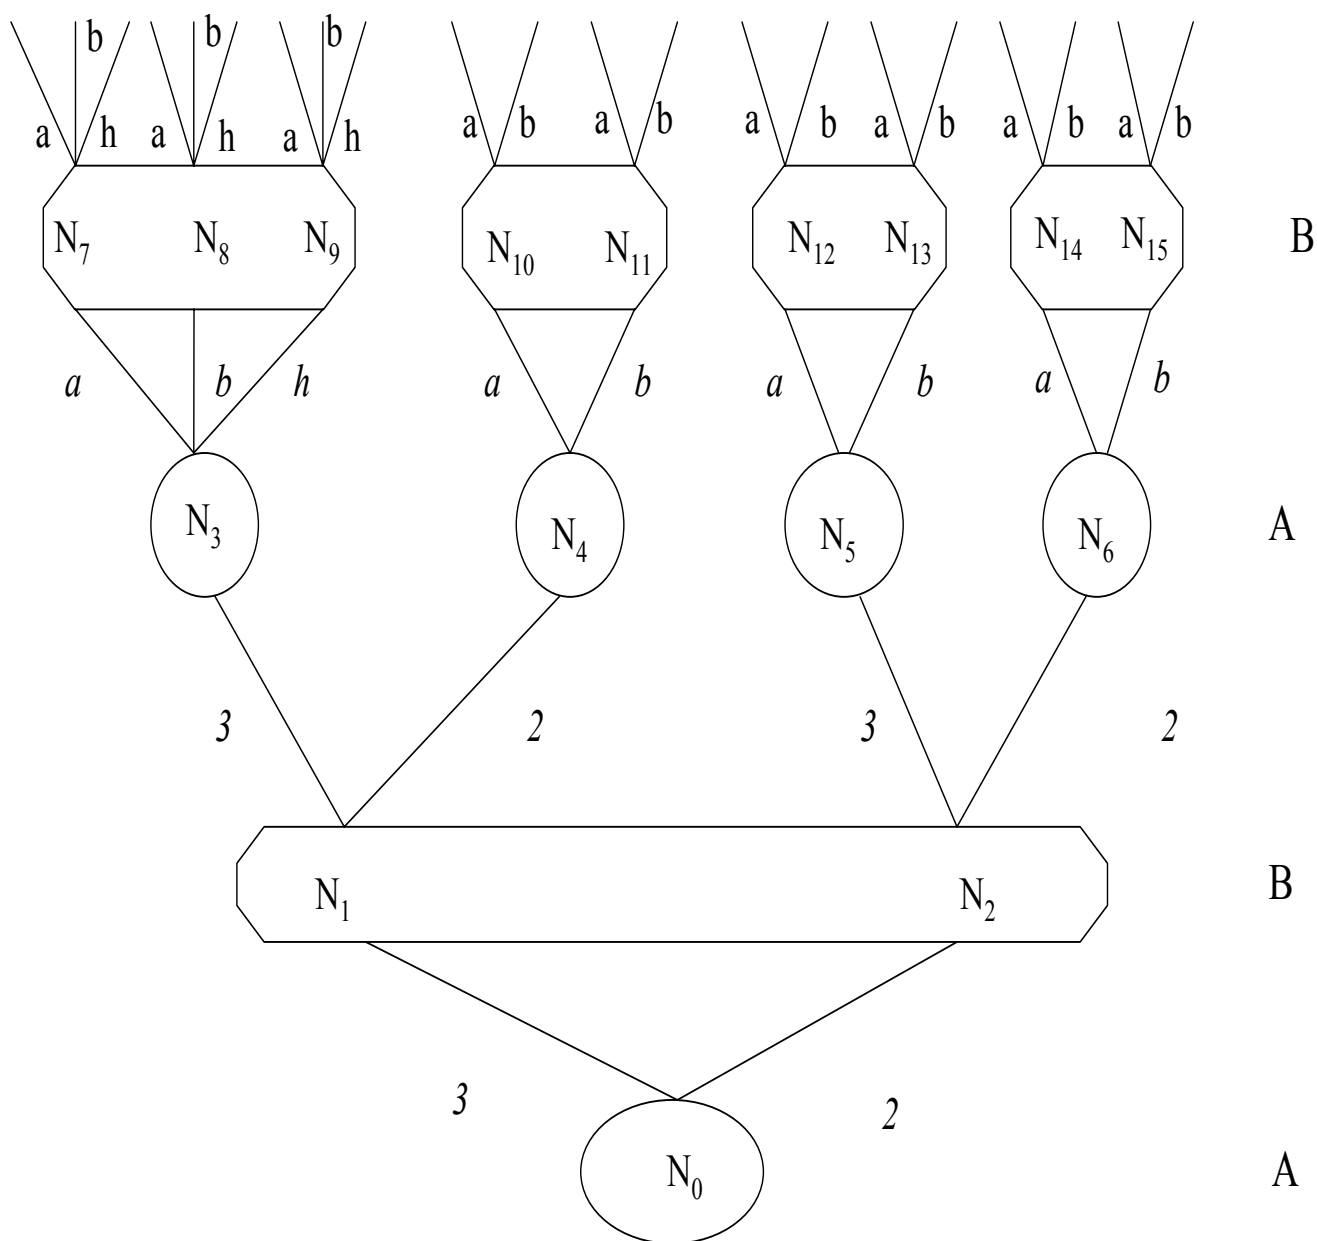 b b b
a h a h a h a b a b a b a b a b a b
N7 N8 N9 N10 N11 N12 N13 N14 N15 B
a b h a b a b a b
N3 N4 N5 N6 A
3 2 3 2
N1 N2 B
3 2
N0 A